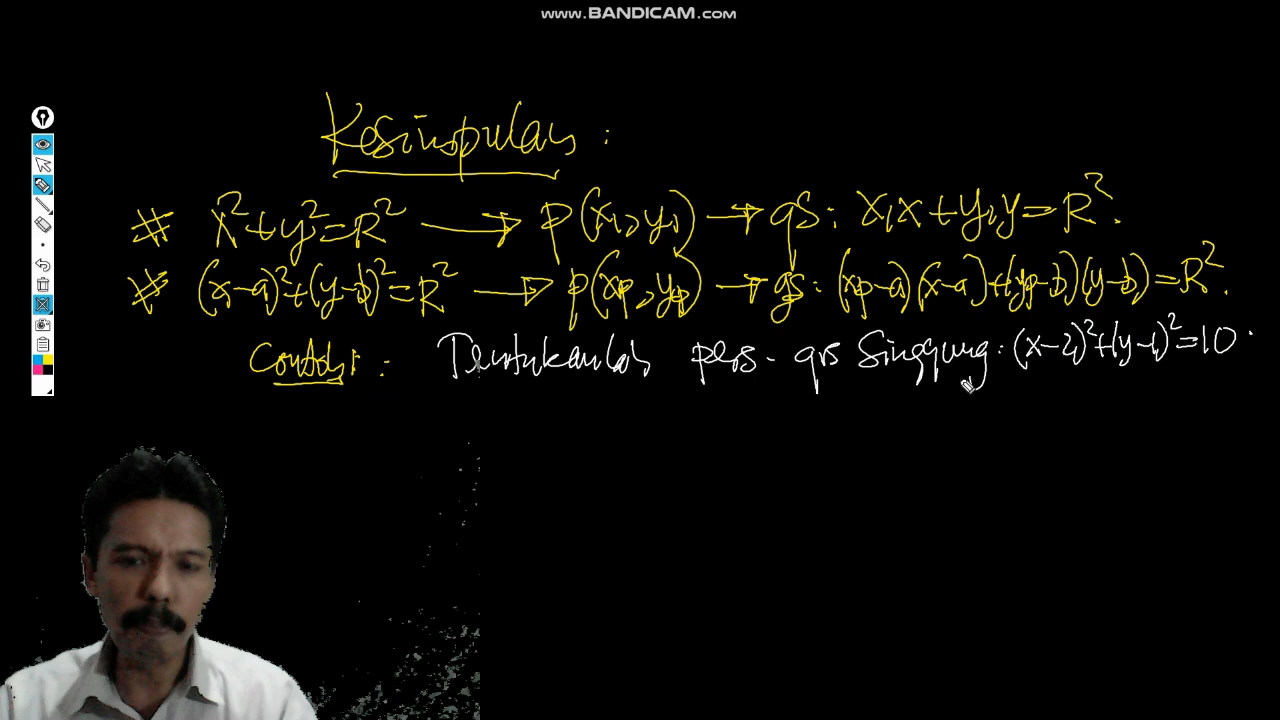 WWW.BANDICAM.COM
Kesimpulan :
# x²+y²=R² → P(x₁,y₁) → gs: x₁x+y₁y=R².
# (x-a)²+(y-b)²=R² → P(xp,yp) → gs: (xp-a)(x-a)+(yp-b)(y-b)=R².
Contoh : Tentukanlah pers. grs Singgung: (x-2)²+(y-1)²=10.